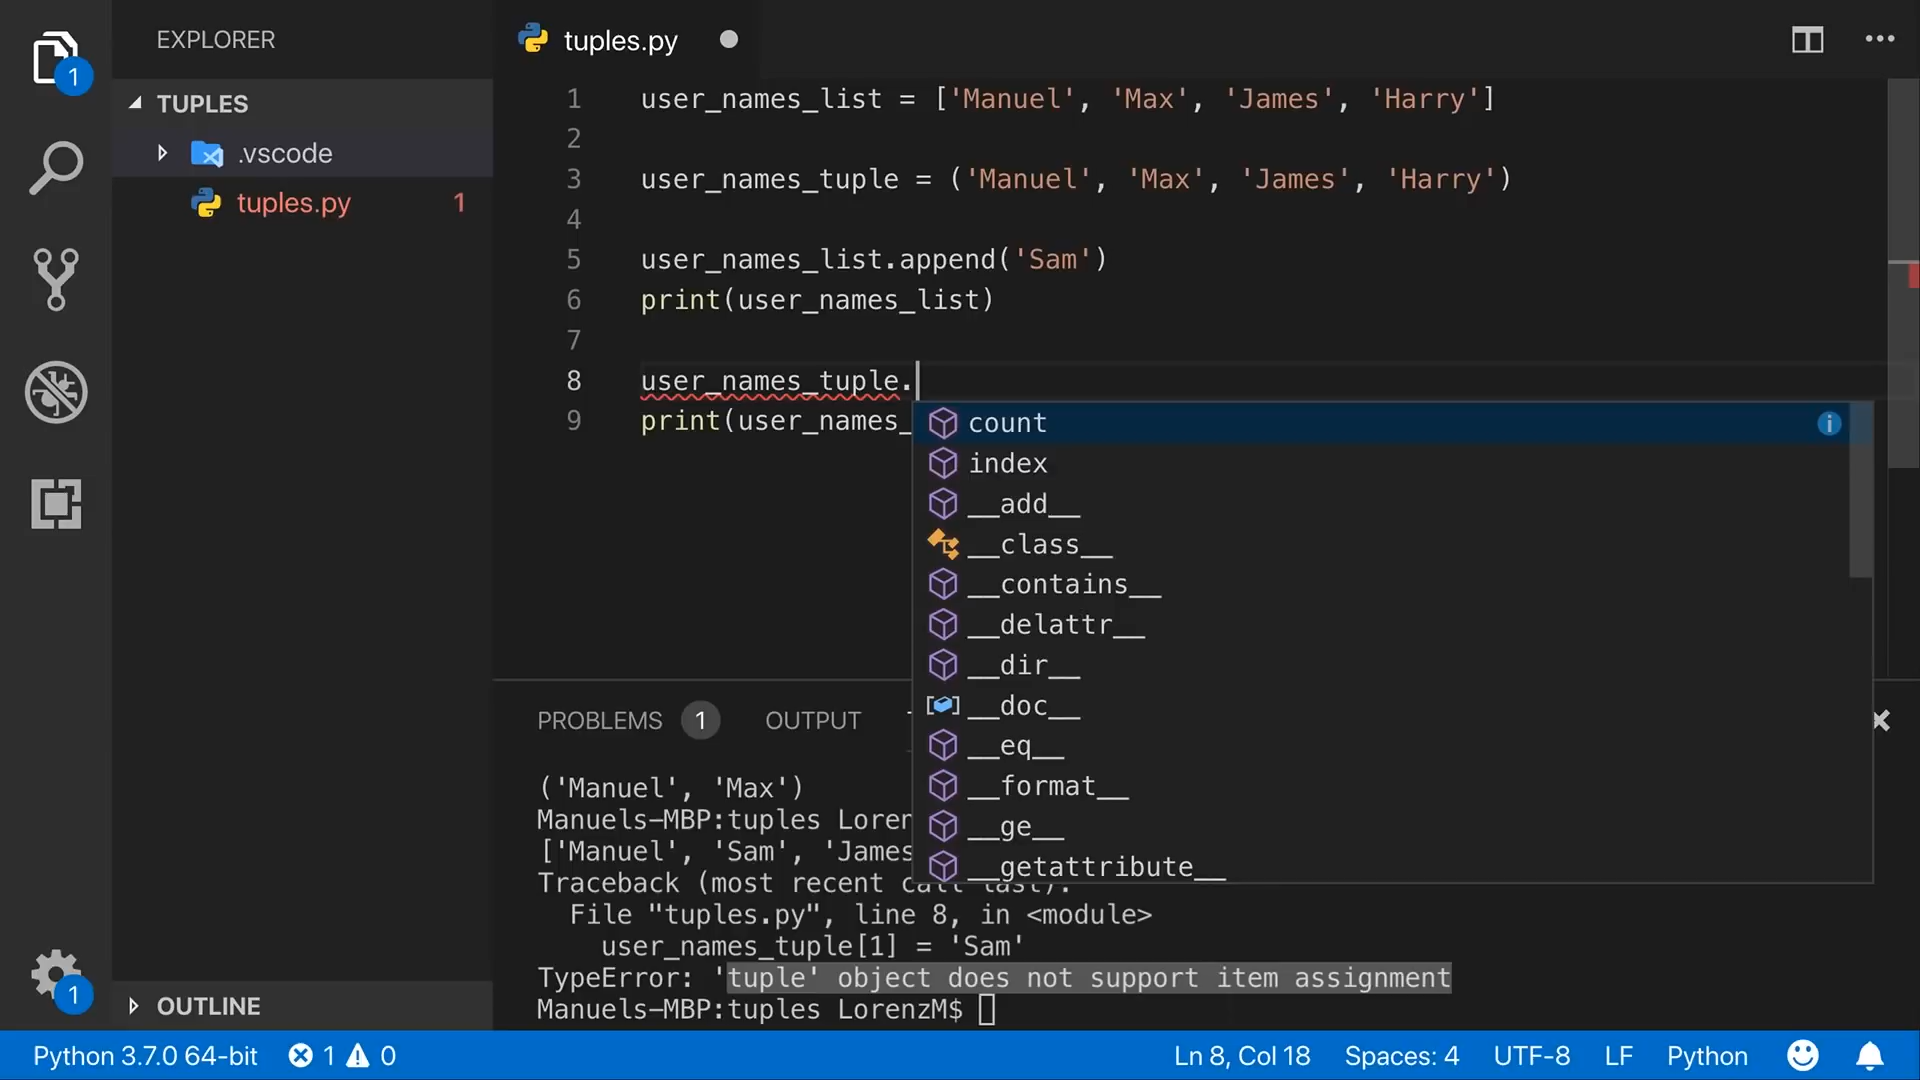 EXPLORER
TUPLES
.vscode
tuples.py 1
OUTLINE
1
1
tuples.py
1 user_names_list = ['Manuel', 'Max', 'James', 'Harry']
2
3 user_names_tuple = ('Manuel', 'Max', 'James', 'Harry')
4
5 user_names_list.append('Sam')
6 print(user_names_list)
7
8 user_names_tuple.
9 print(user_names_
count
index
__add__
__class__
__contains__
__delattr__
__dir__
__doc__
__eq__
__format__
__ge__
__getattribute__
PROBLEMS 1 OUTPUT
('Manuel', 'Max')
Manuels-MBP:tuples Loren
['Manuel', 'Sam', 'James
Traceback (most recent call last):
File "tuples.py", line 8, in <module>
user_names_tuple[1] = 'Sam'
TypeError: 'tuple' object does not support item assignment
Manuels-MBP:tuples LorenzM$
Python 3.7.0 64-bit 1 0 Ln 8, Col 18 Spaces: 4 UTF-8 LF Python